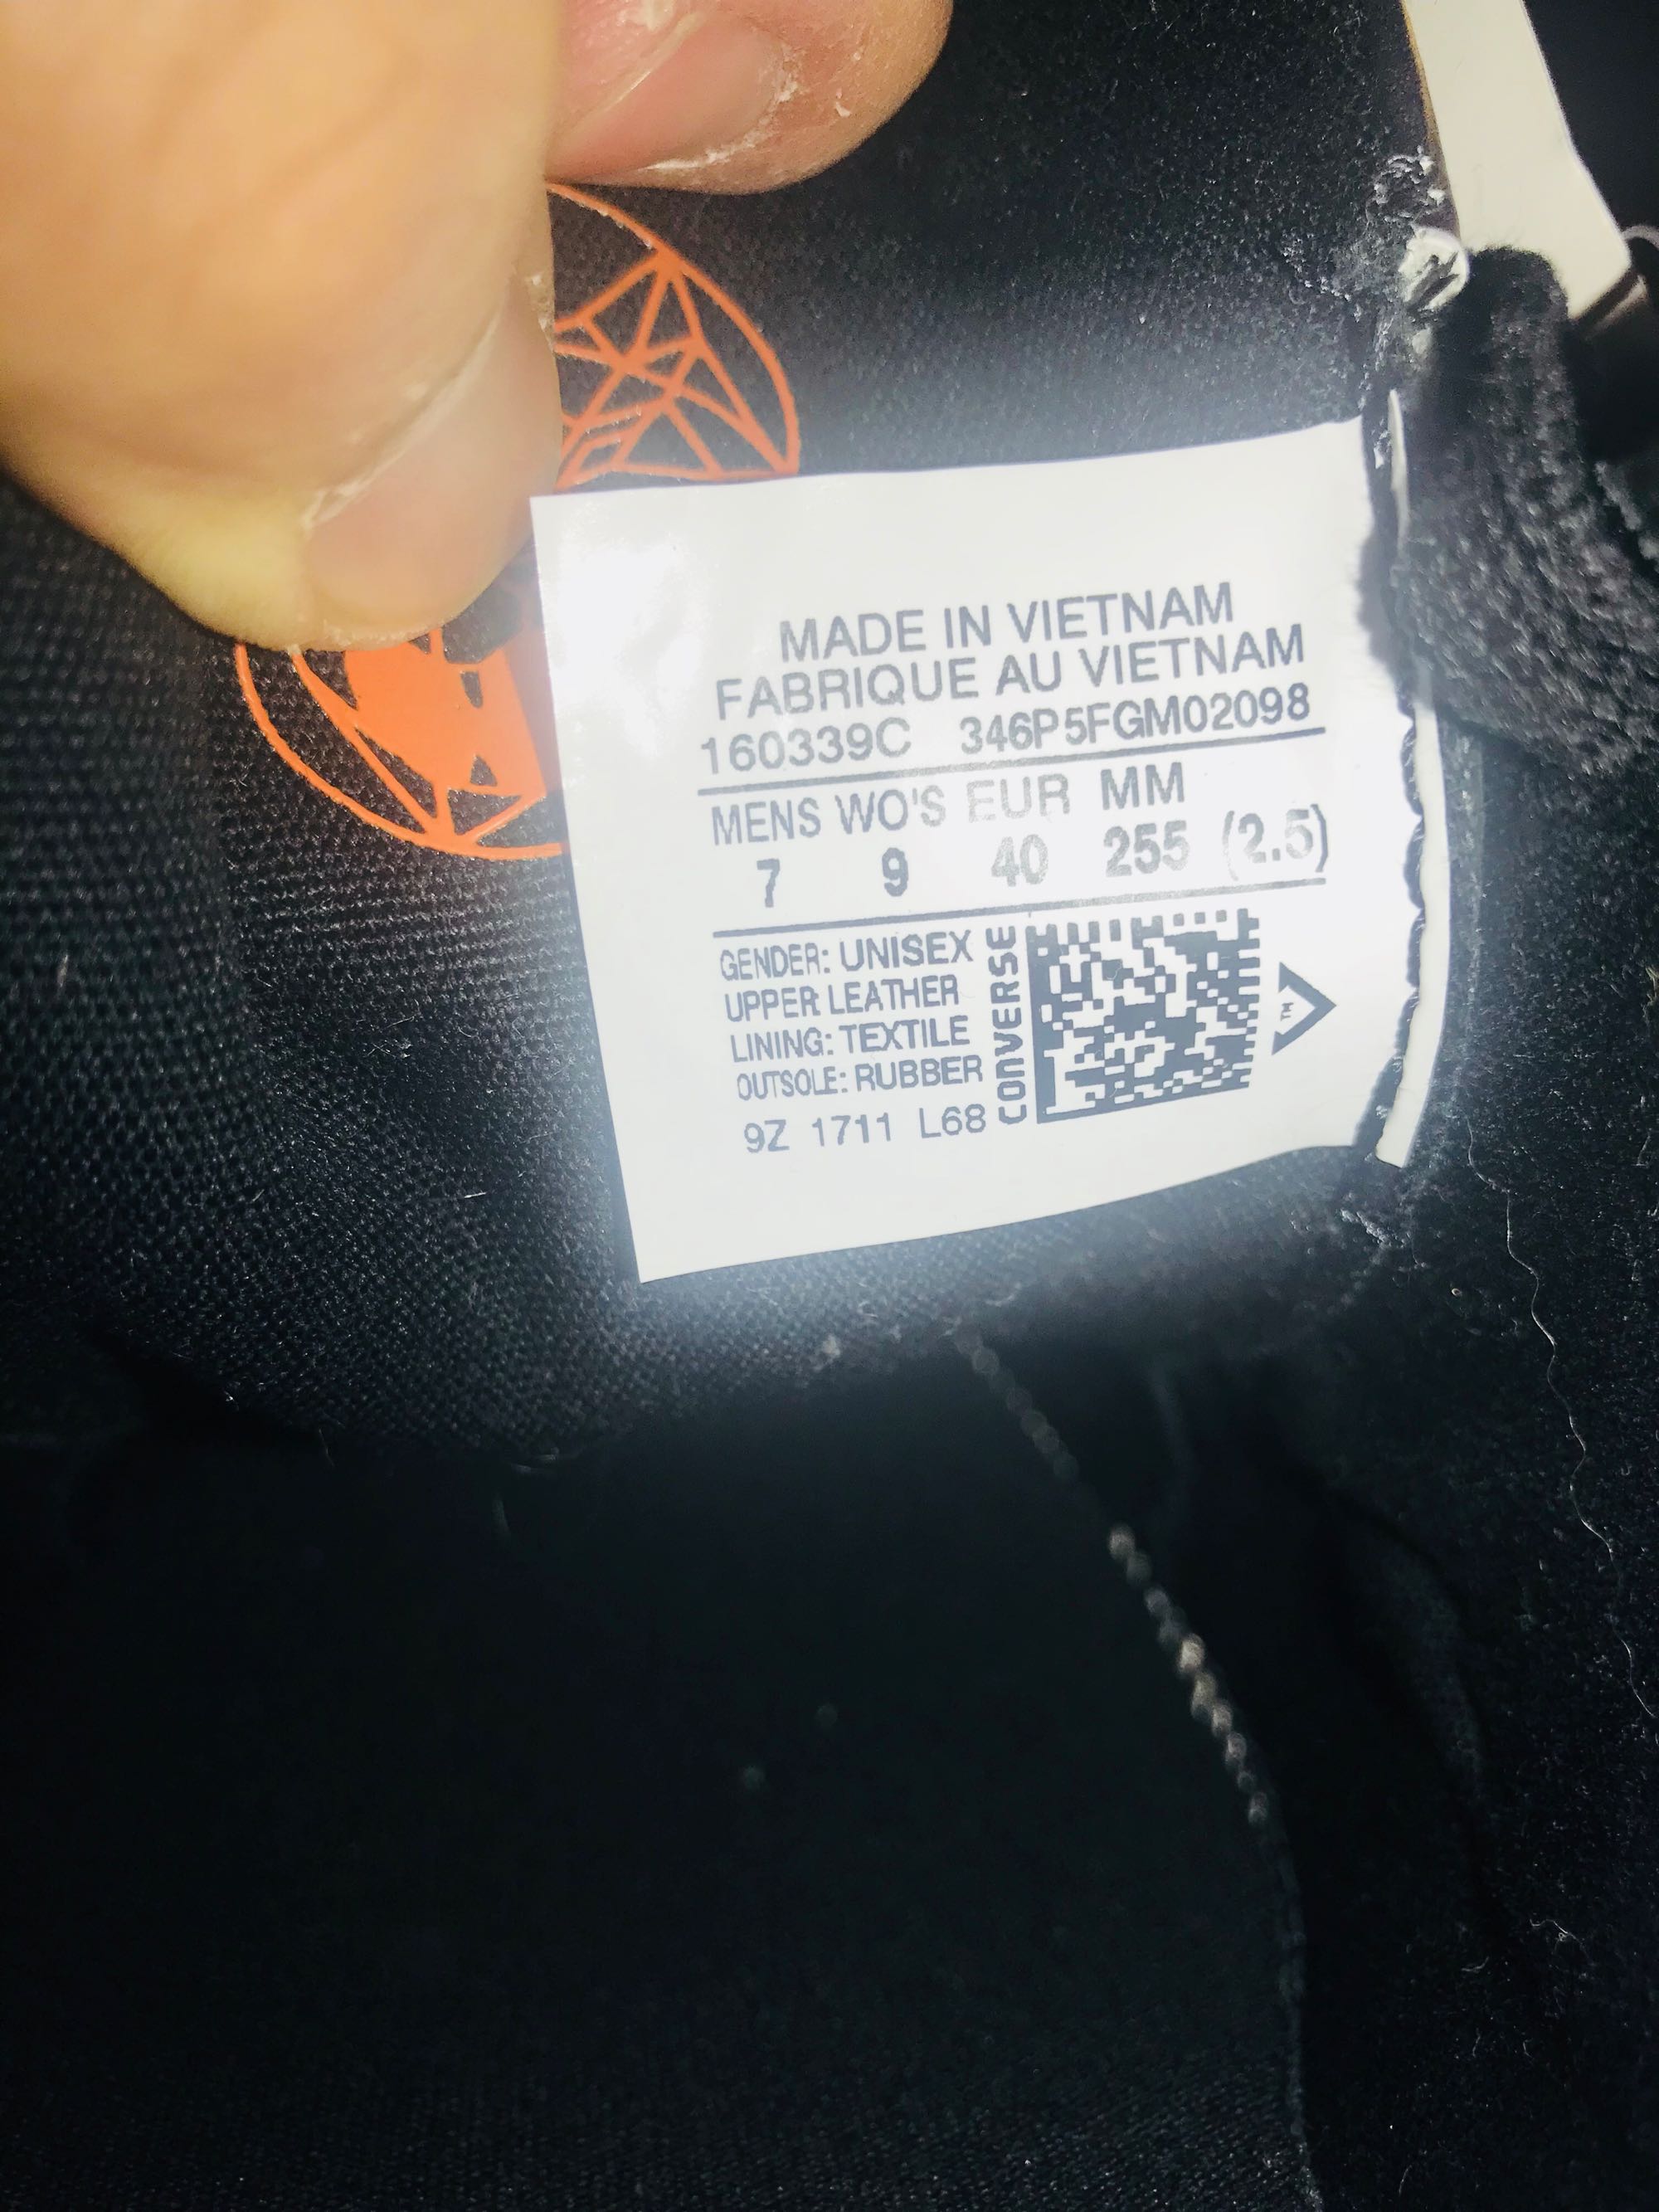 MADE IN VIETNAM
FABRIQUE AU VIETNAM
160339C 346P5FGM02098
MENS WO'S EUR MM
7 9 40 255 (2.5)
GENDER: UNISEX
UPPER: LEATHER
LINING: TEXTILE
OUTSOLE: RUBBER
9Z 1711 L68
CONVERSE
TM